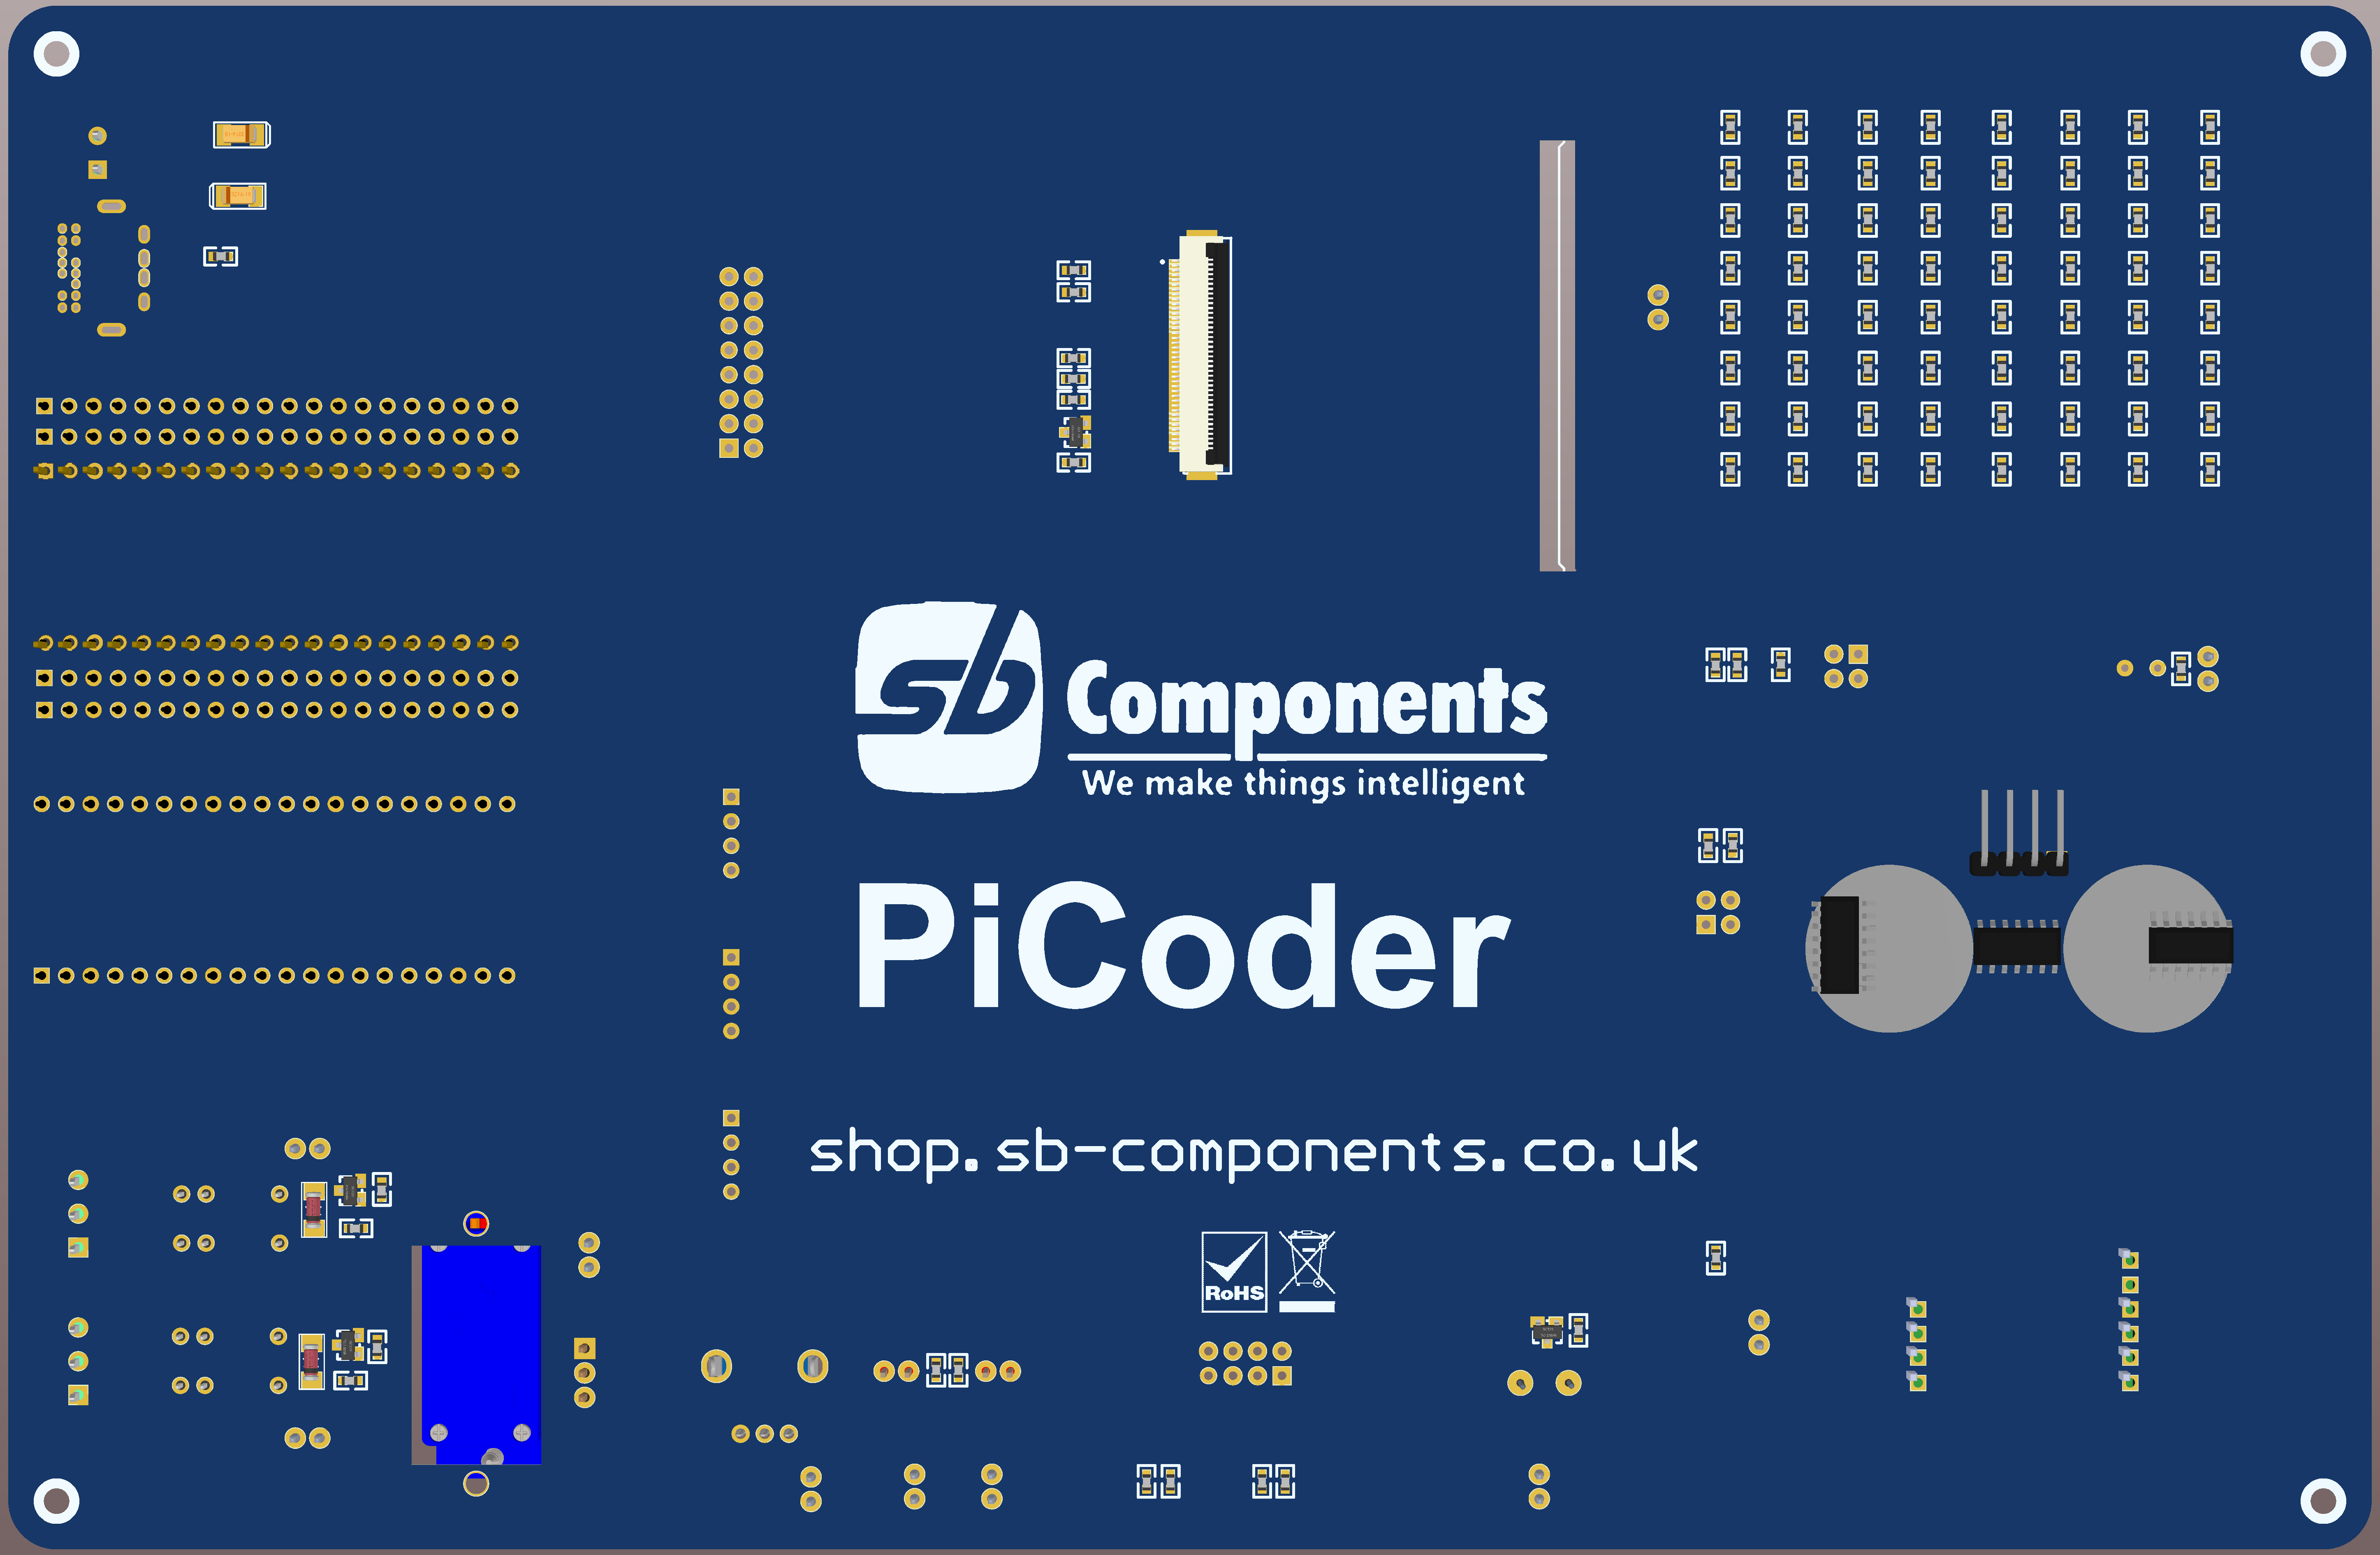 sb Components
We make things intelligent
PiCoder
shop.sb-components.co.uk
RoHS